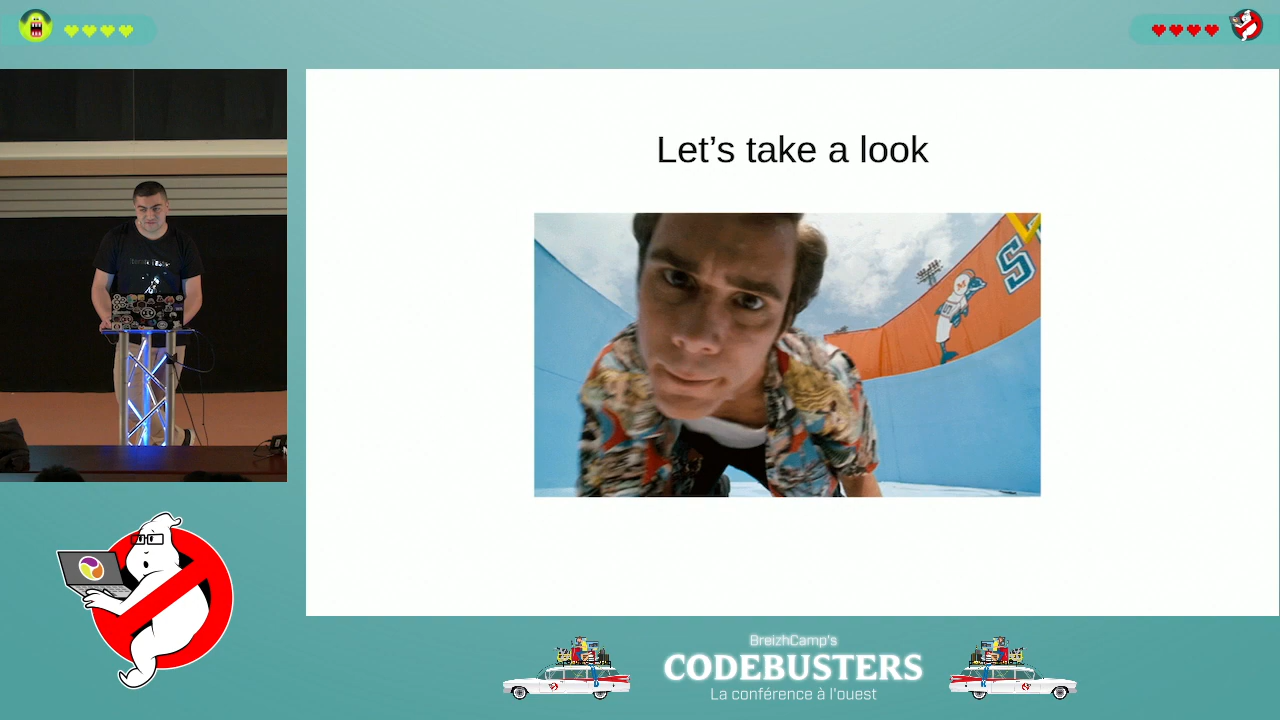 Let's take a look
M
S
BreizhCamp's
CODEBUSTERS
La conférence à l'ouest